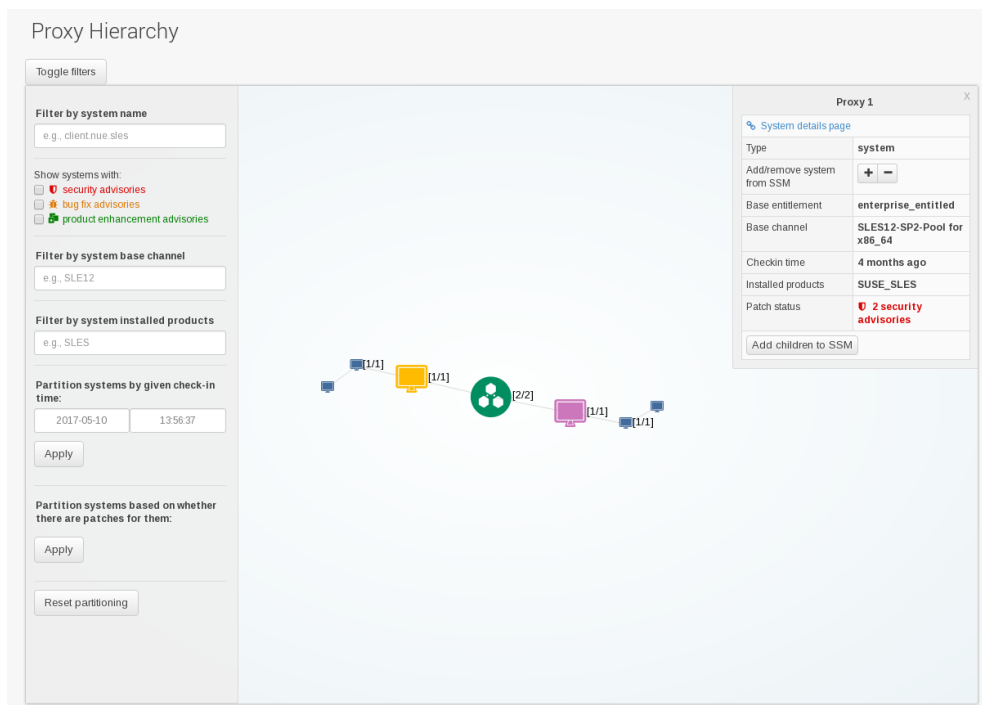 Proxy Hierarchy
Toggle filters
Filter by system name
e.g., client.nue.sles
Show systems with:
security advisories
bug fix advisories
product enhancement advisories
Filter by system base channel
e.g., SLE12
Filter by system installed products
e.g., SLES
Partition systems by given check-in
time:
2017-05-10 13:56:37
Apply
Partition systems based on whether
there are patches for them:
Apply
Reset partitioning
[1/1]
[1/1]
[2/2]
[1/1]
[1/1]
Proxy 1 X
System details page
Type system
Add/remove system
from SSM
Base entitlement enterprise_entitled
Base channel SLES12-SP2-Pool for
x86_64
Checkin time 4 months ago
Installed products SUSE_SLES
Patch status 2 security
advisories
Add children to SSM